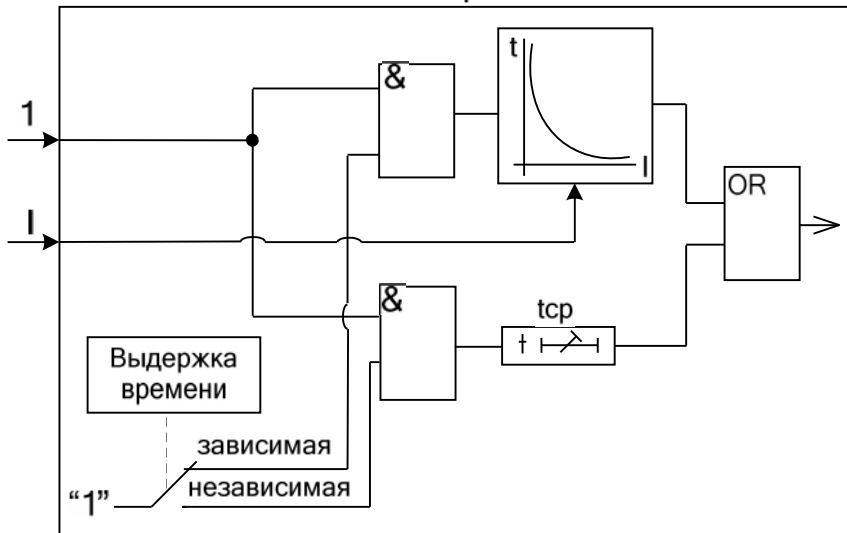 &
t
I
1
OR
I
&
tср
t
Выдержка
времени
зависимая
независимая
“1”